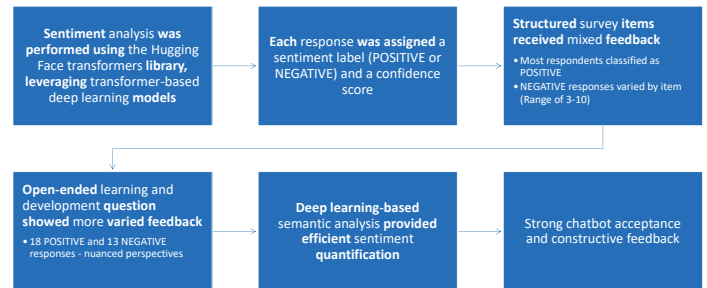 Sentiment analysis was
performed using the Hugging
Face transformers library,
leveraging transformer-based
deep learning models
Each response was assigned a
sentiment label (POSITIVE or
NEGATIVE) and a confidence
score
Structured survey items
received mixed feedback
• Most respondents classified as
POSITIVE
• NEGATIVE responses varied by item
(Range of 3-10)
Open-ended learning and
development question
showed more varied feedback
• 18 POSITIVE and 13 NEGATIVE
responses - nuanced perspectives
Deep learning-based
semantic analysis provided
efficient sentiment
quantification
Strong chatbot acceptance
and constructive feedback